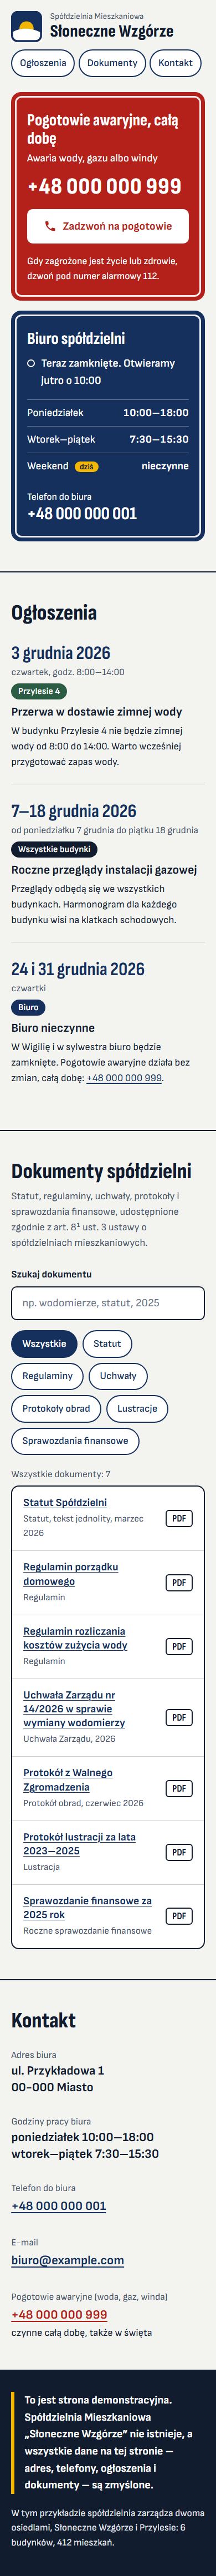 Spółdzielnia Mieszkaniowa
Słoneczne Wzgórze
Ogłoszenia
Dokumenty
Kontakt
Pogotowie awaryjne, całą
dobę
Awaria wody, gazu albo windy
+48 000 000 999
Zadzwoń na pogotowie
Gdy zagrożone jest życie lub zdrowie,
dzwoń pod numer alarmowy 112.
Biuro spółdzielni
Teraz zamknięte. Otwieramy
jutro o 10:00
Poniedziałek 10:00–18:00
Wtorek–piątek 7:30–15:30
Weekend dziś nieczynne
Telefon do biura
+48 000 000 001
Ogłoszenia
3 grudnia 2026
czwartek, godz. 8:00–14:00
Przylesie 4
Przerwa w dostawie zimnej wody
W budynku Przylesie 4 nie będzie zimnej
wody od 8:00 do 14:00. Warto wcześniej
przygotować zapas wody.
7–18 grudnia 2026
od poniedziałku 7 grudnia do piątku 18 grudnia
Wszystkie budynki
Roczne przeglądy instalacji gazowej
Przeglądy odbędą się we wszystkich
budynkach. Harmonogram dla każdego
budynku wisi na klatkach schodowych.
24 i 31 grudnia 2026
czwartki
Biuro
Biuro nieczynne
W Wigilię i w sylwestra biuro będzie
zamknięte. Pogotowie awaryjne działa bez
zmian, całą dobę: +48 000 000 999.
Dokumenty spółdzielni
Statut, regulaminy, uchwały, protokoły i
sprawozdania finansowe, udostępnione
zgodnie z art. 8¹ ust. 3 ustawy o
spółdzielniach mieszkaniowych.
Szukaj dokumentu
np. wodomierze, statut, 2025
Wszystkie
Statut
Regulaminy
Uchwały
Protokoły obrad
Lustracje
Sprawozdania finansowe
Wszystkie dokumenty: 7
Statut Spółdzielni
Statut, tekst jednolity, marzec
2026
PDF
Regulamin porządku
domowego
Regulamin
PDF
Regulamin rozliczania
kosztów zużycia wody
Regulamin
PDF
Uchwała Zarządu nr
14/2026 w sprawie
wymiany wodomierzy
Uchwała Zarządu, 2026
PDF
Protokół z Walnego
Zgromadzenia
Protokół obrad, czerwiec 2026
PDF
Protokół lustracji za lata
2023–2025
Lustracja
PDF
Sprawozdanie finansowe za
2025 rok
Roczne sprawozdanie finansowe
PDF
Kontakt
Adres biura
ul. Przykładowa 1
00-000 Miasto
Godziny pracy biura
poniedziałek 10:00–18:00
wtorek–piątek 7:30–15:30
Telefon do biura
+48 000 000 001
E-mail
biuro@example.com
Pogotowie awaryjne (woda, gaz, winda)
+48 000 000 999
czynne całą dobę, także w święta
To jest strona demonstracyjna.
Spółdzielnia Mieszkaniowa
„Słoneczne Wzgórze” nie istnieje, a
wszystkie dane na tej stronie –
adres, telefony, ogłoszenia i
dokumenty – są zmyślone.
W tym przykładzie spółdzielnia zarządza dwoma
osiedlami, Słoneczne Wzgórze i Przylesie: 6
budynków, 412 mieszkań.